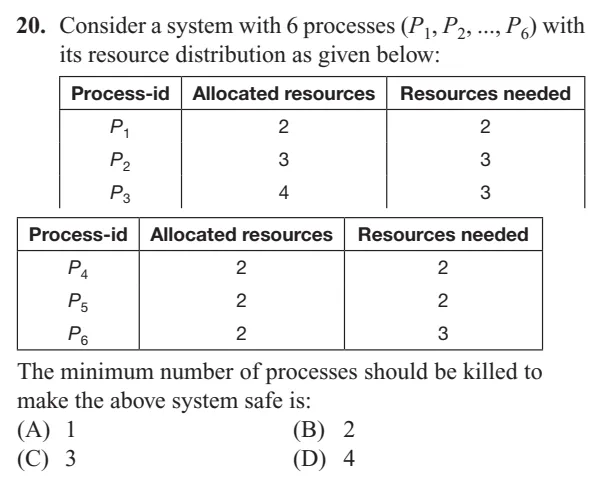 20. Consider a system with 6 processes (P1, P2, ..., P6) with
its resource distribution as given below:
Process-id Allocated resources Resources needed
P1 2 2
P2 3 3
P3 4 3
Process-id Allocated resources Resources needed
P4 2 2
P5 2 2
P6 2 3
The minimum number of processes should be killed to
make the above system safe is:
(A) 1 (B) 2
(C) 3 (D) 4